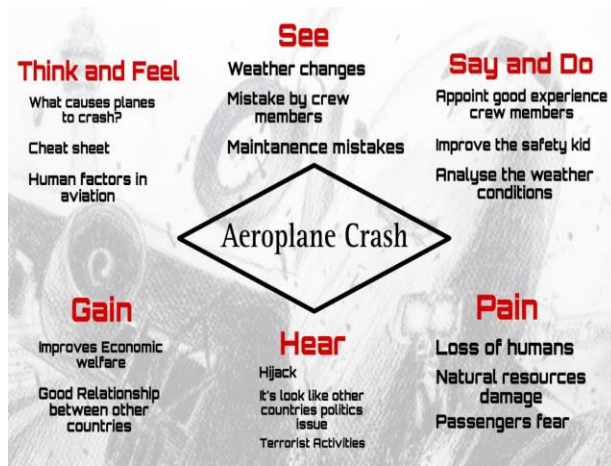 Think and Feel
What causes planes
to crash?
Cheat sheet
Human factors in
aviation
See
Weather changes
Mistake by crew
members
Maintanence mistakes
Say and Do
Appoint good experience
crew members
Improve the safety kid
Analyse the weather
conditions
Aeroplane Crash
Gain
Improves Economic
welfare
Good Relationship
between other
countries
Hear
Hijack
It's look like other
countries politics
issue
Terrorist Activities
Pain
Loss of humans
Natural resources
damage
Passengers fear